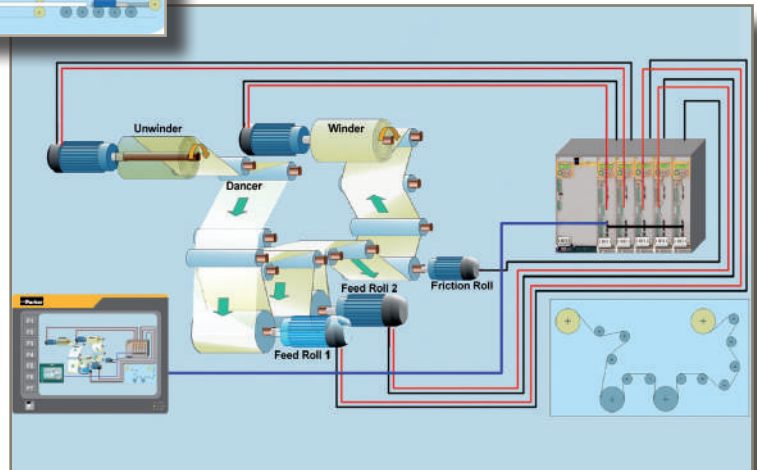 Unwinder
Winder
Dancer
Feed Roll 2
Friction Roll
Feed Roll 1
Parker
F1
F2
F3
F4
F5
F6
F7